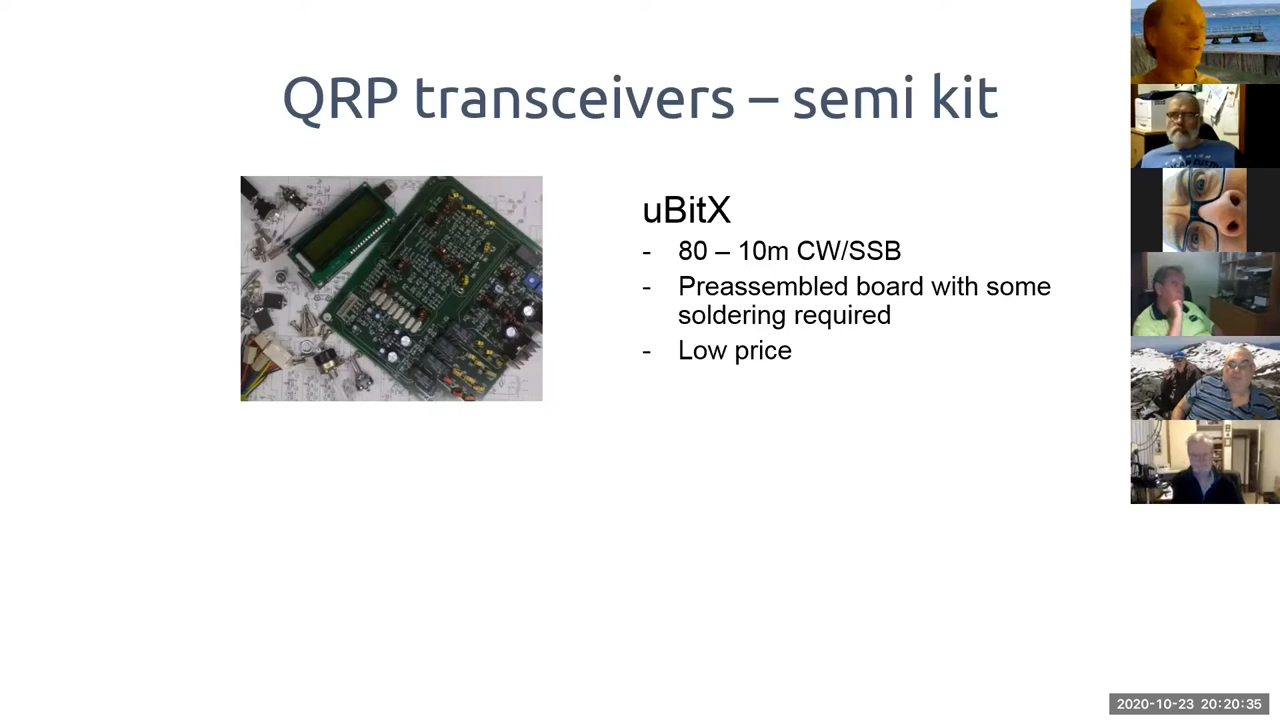 QRP transceivers – semi kit
uBitX
- 80 – 10m CW/SSB
- Preassembled board with some
soldering required
- Low price
2020-10-23 20:20:35